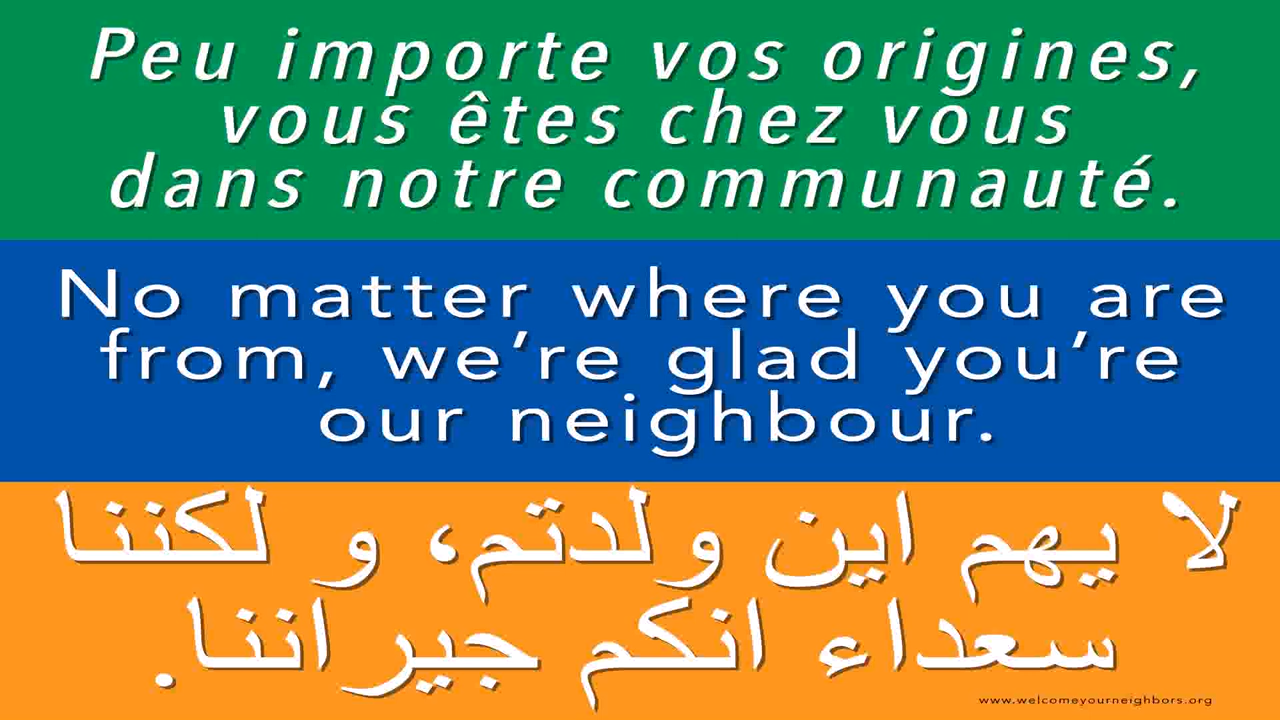 Peu importe vos origines,
vous êtes chez vous
dans notre communauté.
No matter where you are
from, we’re glad you’re
our neighbour.
لا يهم اين ولدتم، و لكننا
سعداء انكم جيراننا.
www.welcomeyourneighbors.org